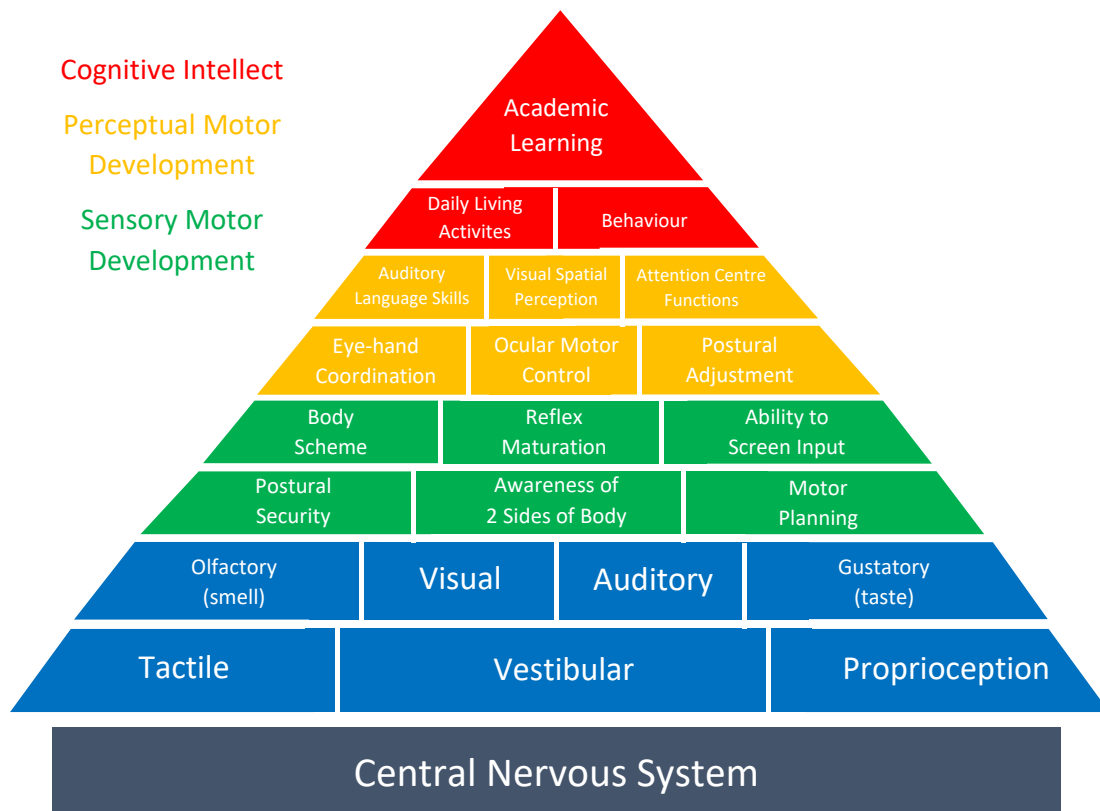 Cognitive Intellect
Perceptual Motor
Development
Sensory Motor
Development
Academic
Learning
Daily Living
Activites
Behaviour
Auditory
Language Skills
Visual Spatial
Perception
Attention Centre
Functions
Eye-hand
Coordination
Ocular Motor
Control
Postural
Adjustment
Body
Scheme
Reflex
Maturation
Ability to
Screen Input
Postural
Security
Awareness of
2 Sides of Body
Motor
Planning
Olfactory
(smell)
Visual
Auditory
Gustatory
(taste)
Tactile
Vestibular
Proprioception
Central Nervous System